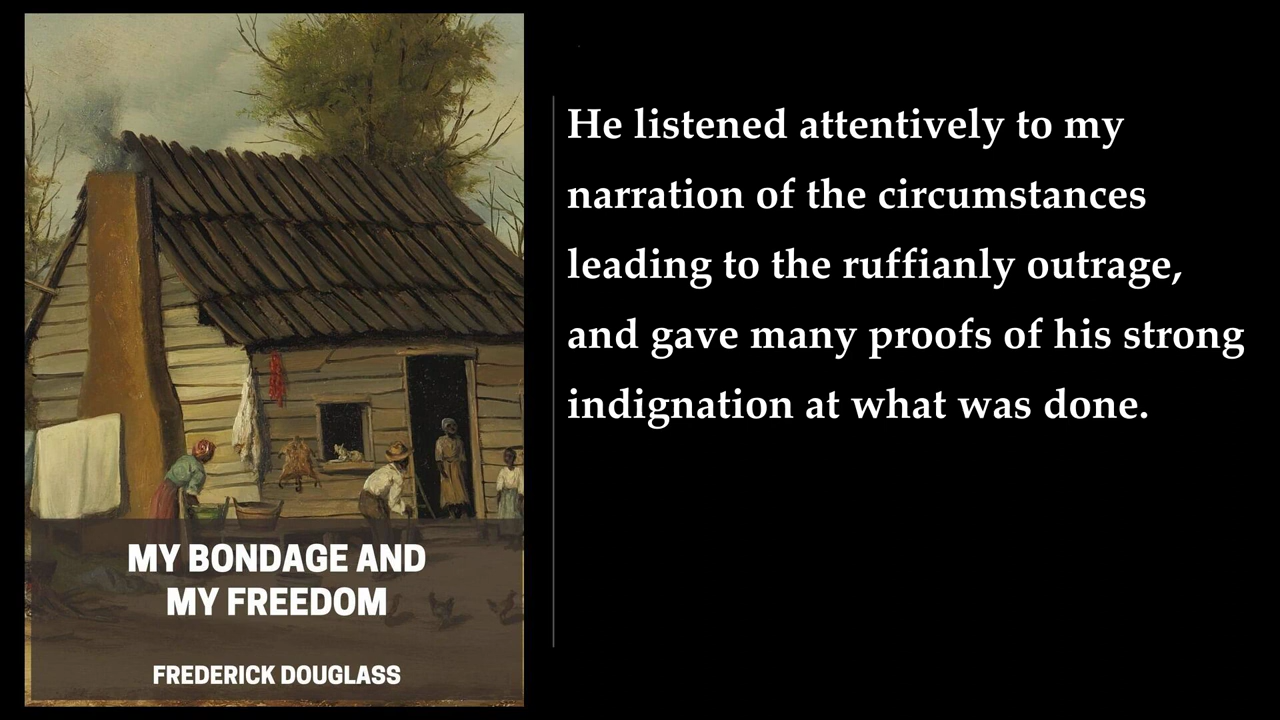 He listened attentively to my
narration of the circumstances
leading to the ruffianly outrage,
and gave many proofs of his strong
indignation at what was done.
MY BONDAGE AND
MY FREEDOM
FREDERICK DOUGLASS